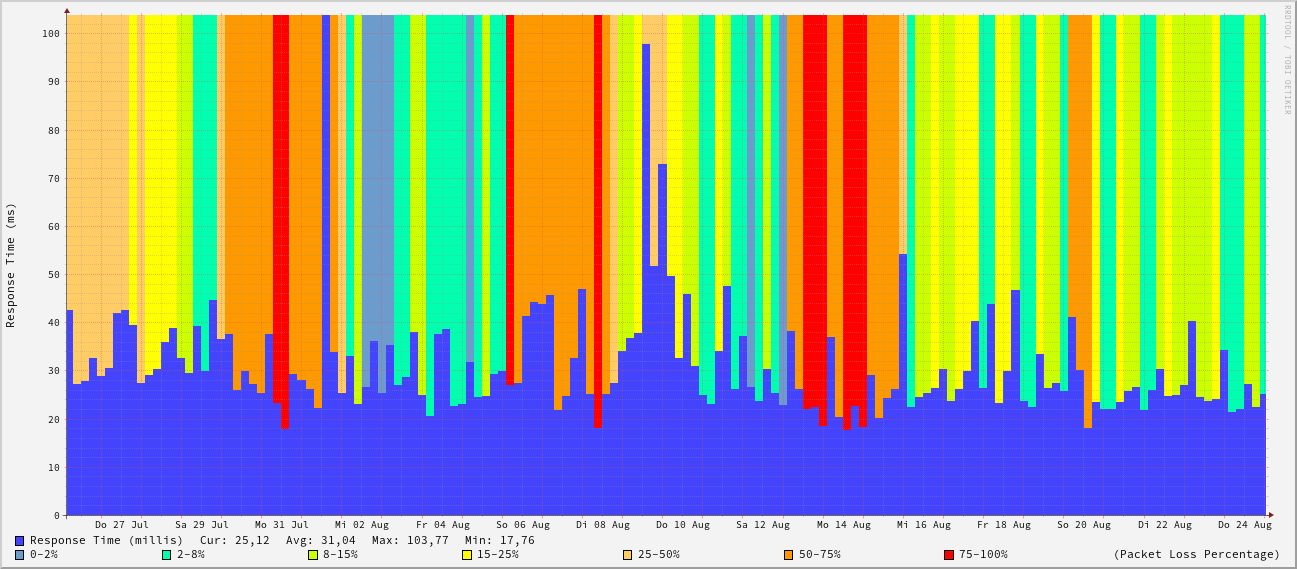 RRDTOOL / TOBI OETIKER
Response Time (ms)
100
90
80
70
60
50
40
30
20
10
0
Do 27 Jul Sa 29 Jul Mo 31 Jul Mi 02 Aug Fr 04 Aug So 06 Aug Di 08 Aug Do 10 Aug Sa 12 Aug Mo 14 Aug Mi 16 Aug Fr 18 Aug So 20 Aug Di 22 Aug Do 24 Aug
Response Time (millis) Cur: 25,12 Avg: 31,04 Max: 103,77 Min: 17,76
0-2% 2-8% 8-15% 15-25% 25-50% 50-75% 75-100% (Packet Loss Percentage)